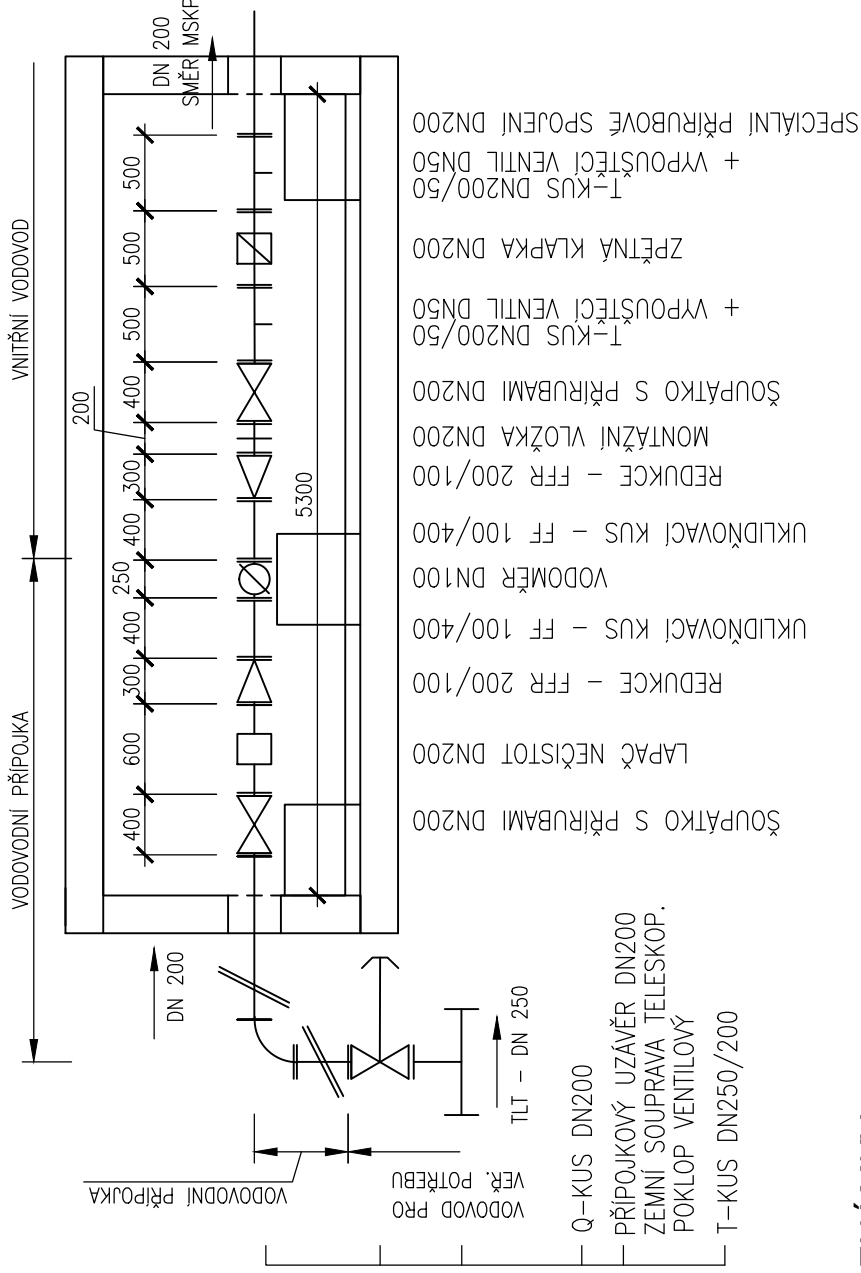 VODOVODNÍ PŘÍPOJKA
VNITŘNÍ VODOVOD
DN 200
SMĚR MSKP
400
600
300
400
250
400
300
200
400
500
500
500
5300
DN 200
TLT - DN 250
VODOVODNÍ PŘÍPOJKA
VODOVOD PRO
VEŘ. POTŘEBU
SPECIÁLNÍ PŘÍRUBOVÉ SPOJENÍ DN200
T-KUS DN200/50
+ VYPOUŠTĚCÍ VENTIL DN50
ZPĚTNÁ KLAPKA DN200
T-KUS DN200/50
+ VYPOUŠTĚCÍ VENTIL DN50
ŠOUPÁTKO S PŘÍRUBAMI DN200
MONTÁŽNÍ VLOŽKA DN200
REDUKCE - FFR 200/100
UKLIDŇOVACÍ KUS - FF 100/400
VODOMĚR DN100
UKLIDŇOVACÍ KUS - FF 100/400
REDUKCE - FFR 200/100
LAPAČ NEČISTOT DN200
ŠOUPÁTKO S PŘÍRUBAMI DN200
Q-KUS DN200
PŘÍPOJKOVÝ UZÁVĚR DN200
ZEMNÍ SOUPRAVA TELESKOP.
POKLOP VENTILOVÝ
T-KUS DN250/200